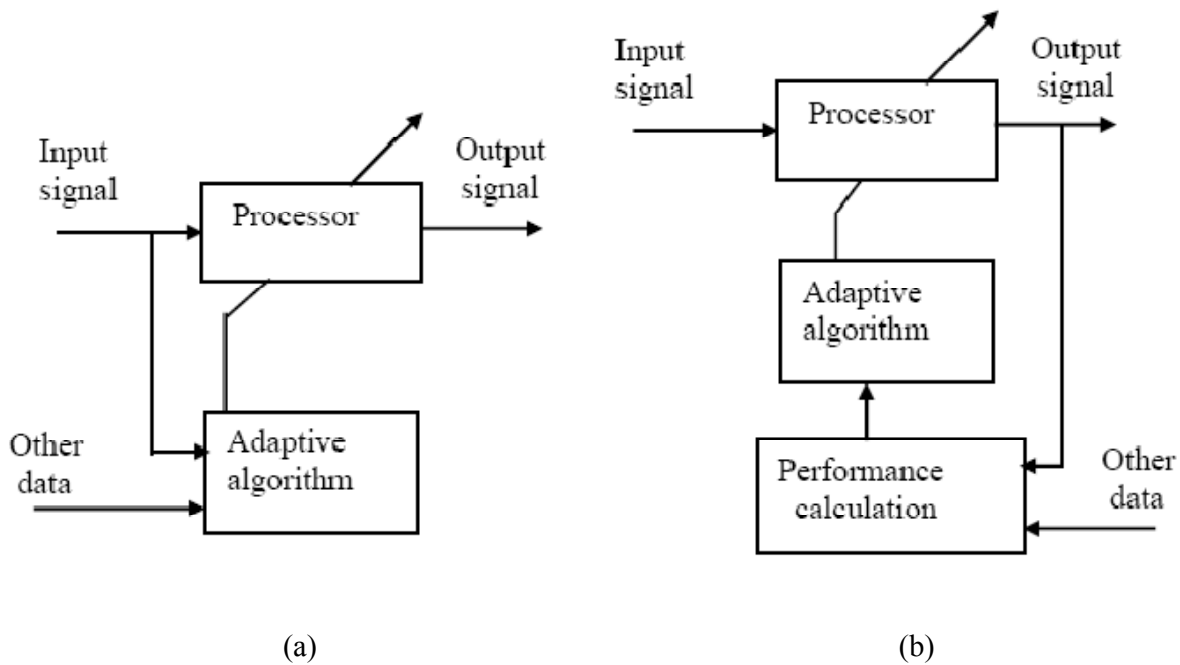 Input
signal
Processor
Output
signal
Other
data
Adaptive
algorithm
(a)
Input
signal
Processor
Output
signal
Adaptive
algorithm
Performance
calculation
Other
data
(b)